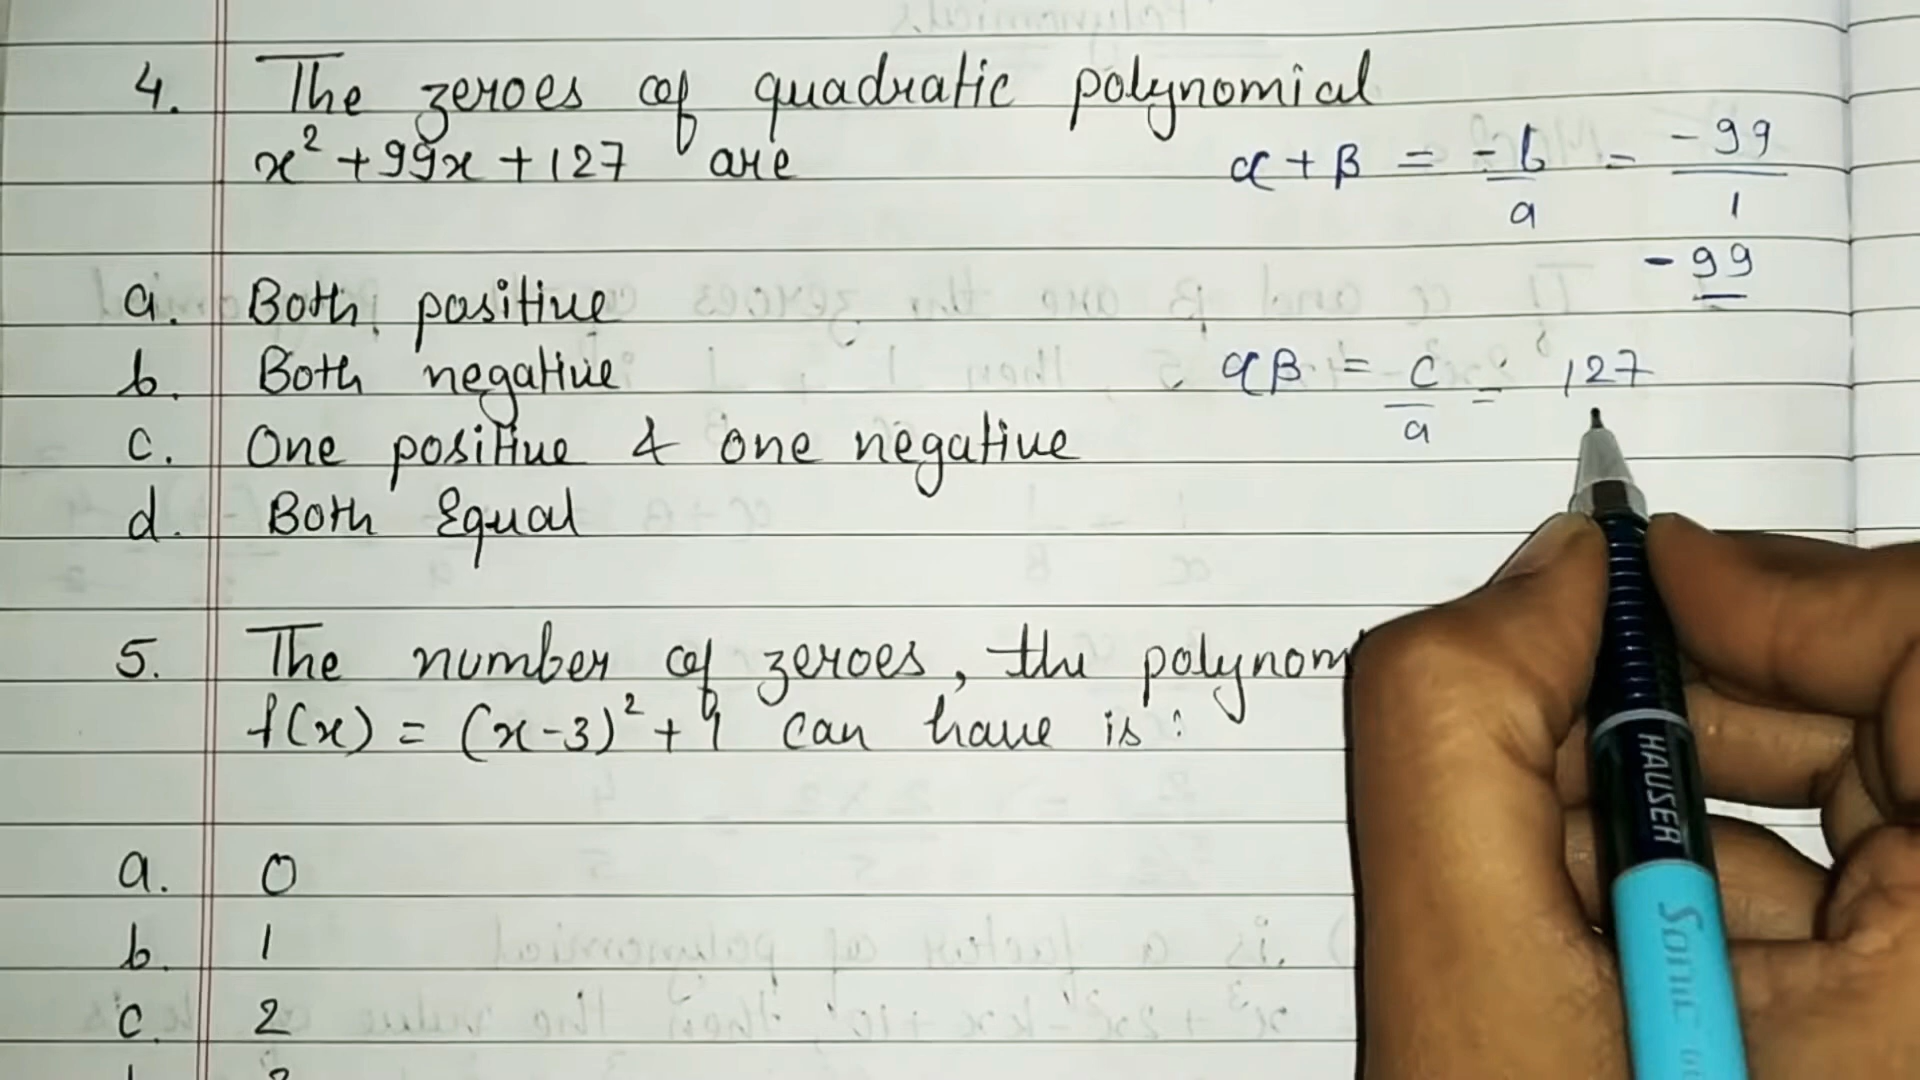 4. The zeroes of quadratic polynomial
x² + 99x + 127 are
α + β = -b/a = -99/1
-99
a. Both positive
b. Both negative
αβ = c/a = 127
c. One positive & one negative
d. Both Equal
5. The number of zeroes, the polynom
f(x) = (x-3)² + 1 can have is:
a. 0
b. 1
c. 2
HAUSER
Sonic